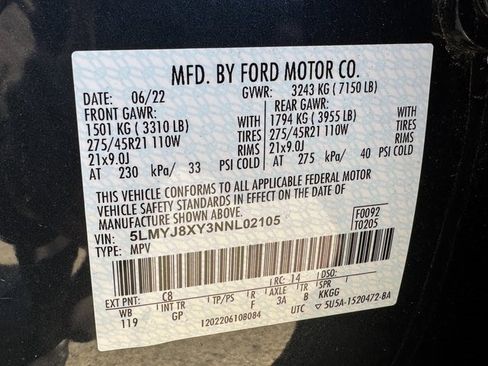 MFD. BY FORD MOTOR CO.
DATE: 06/22 GVWR: 3243 KG (7150 LB)
FRONT GAWR: REAR GAWR:
1501 KG (3310 LB) WITH 1794 KG (3955 LB) WITH
275/45R21 110W TIRES 275/45R21 110W TIRES
21x9.0J RIMS 21x9.0J RIMS
AT 230 kPa/ 33 PSI COLD AT 275 kPa/ 40 PSI COLD
THIS VEHICLE CONFORMS TO ALL APPLICABLE FEDERAL MOTOR
VEHICLE SAFETY STANDARDS IN EFFECT ON THE DATE OF
MANUFACTURE SHOWN ABOVE.
VIN: 5LMYJ8XY3NNL02105 F0092
TYPE: MPV T0205
EXT PNT: C8 RC: 14 DSO:
WB INT TR TP/PS R AXLE TR SPR
119 GP F 3A B KKGG
1202206108084 UTC ▽5U5A-1520472-BA